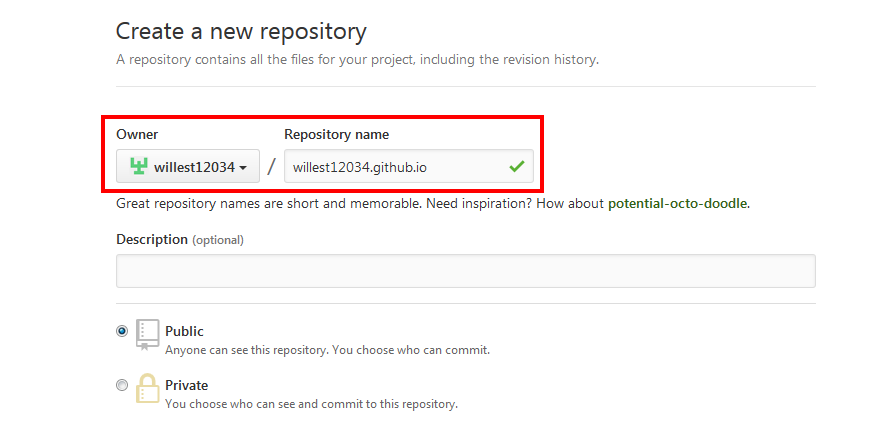 Create a new repository
A repository contains all the files for your project, including the revision history.
Owner
Repository name
willest12034
/
willest12034.github.io
Great repository names are short and memorable. Need inspiration? How about potential-octo-doodle.
Description (optional)
Public
Anyone can see this repository. You choose who can commit.
Private
You choose who can see and commit to this repository.